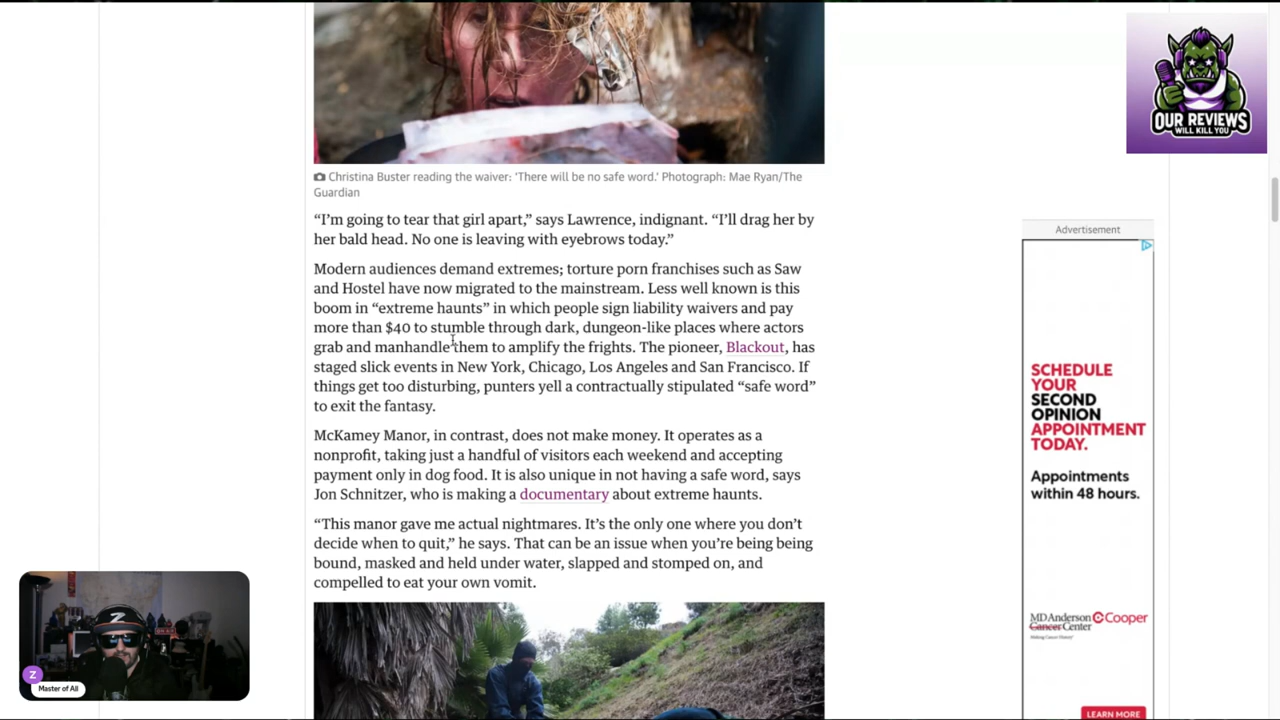 OUR REVIEWS
WILL KILL YOU
Christina Buster reading the waiver: ‘There will be no safe word.’ Photograph: Mae Ryan/The
Guardian
“I’m going to tear that girl apart,” says Lawrence, indignant. “I’ll drag her by
her bald head. No one is leaving with eyebrows today.”
Modern audiences demand extremes; torture porn franchises such as Saw
and Hostel have now migrated to the mainstream. Less well known is this
boom in “extreme haunts” in which people sign liability waivers and pay
more than $40 to stumble through dark, dungeon-like places where actors
grab and manhandle them to amplify the frights. The pioneer, Blackout, has
staged slick events in New York, Chicago, Los Angeles and San Francisco. If
things get too disturbing, punters yell a contractually stipulated “safe word”
to exit the fantasy.
McKamey Manor, in contrast, does not make money. It operates as a
nonprofit, taking just a handful of visitors each weekend and accepting
payment only in dog food. It is also unique in not having a safe word, says
Jon Schnitzer, who is making a documentary about extreme haunts.
“This manor gave me actual nightmares. It’s the only one where you don’t
decide when to quit,” he says. That can be an issue when you’re being being
bound, masked and held under water, slapped and stomped on, and
compelled to eat your own vomit.
Advertisement
SCHEDULE
YOUR
SECOND
OPINION
APPOINTMENT
TODAY.
Appointments
within 48 hours.
MD Anderson Cooper
Cancer Center
Making Cancer History
LEARN MORE
Z
Z
Master of All